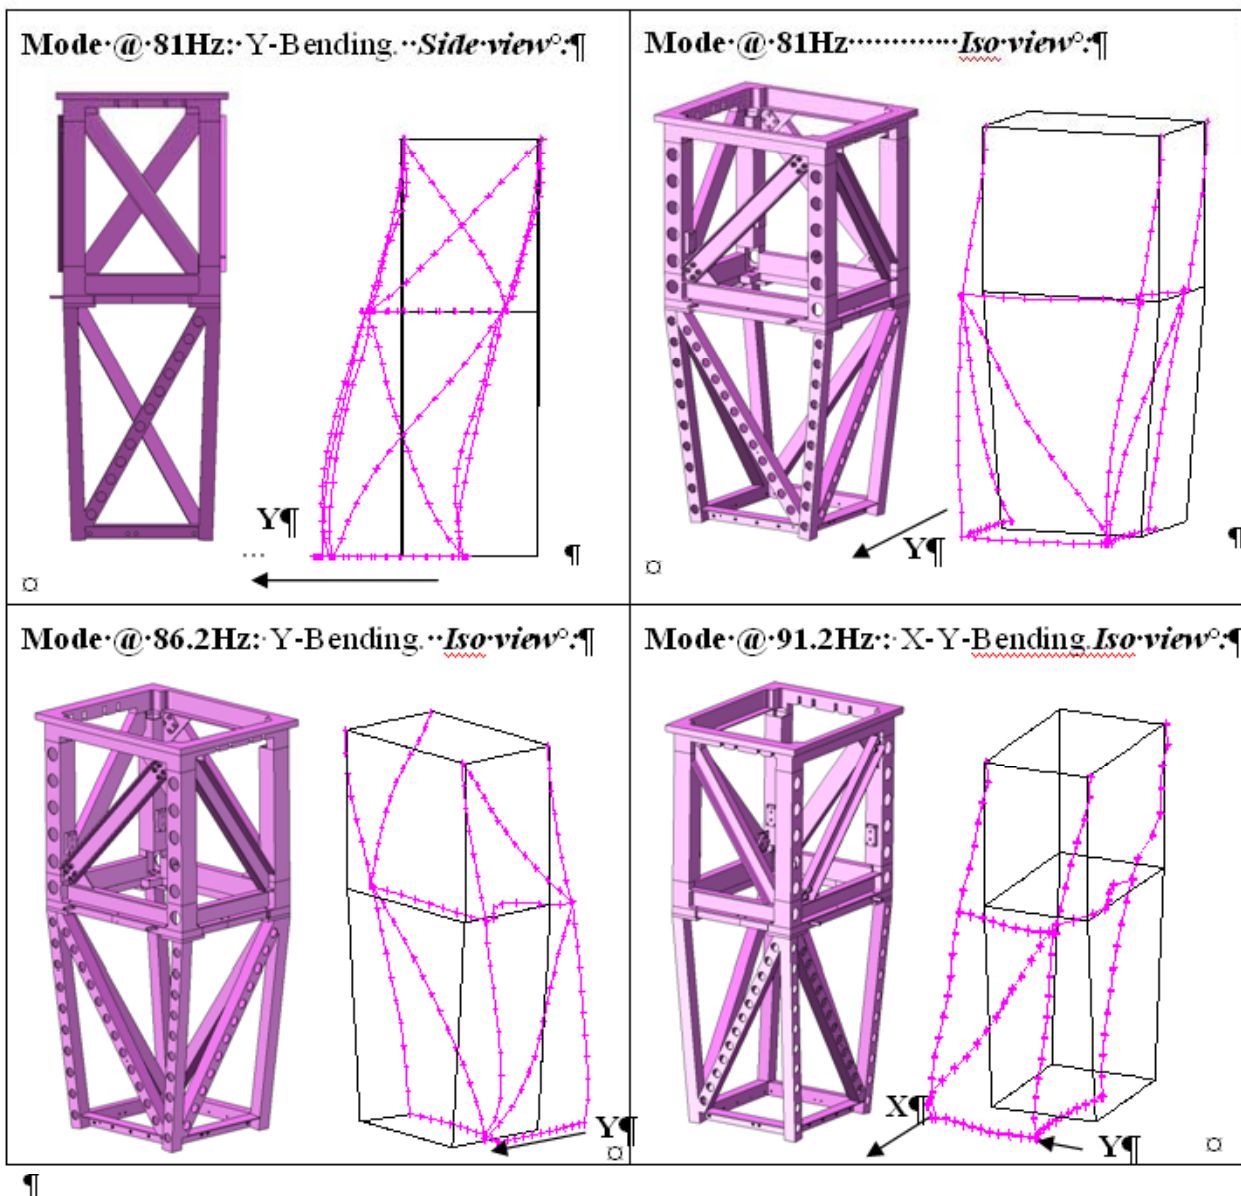 Mode·@·81Hz:·Y-Bending.··Side·view°:¶
Y¶
...
¶
¤
Mode·@·81Hz·············Iso·view°:¶
Y¶
¶
¤
Mode·@·86.2Hz:·Y-Bending.··Iso·view°:¶
Y¶
¤
Mode·@·91.2Hz·:·X-Y-Bending.Iso·view°:¶
X¶
Y¶
¤
¶